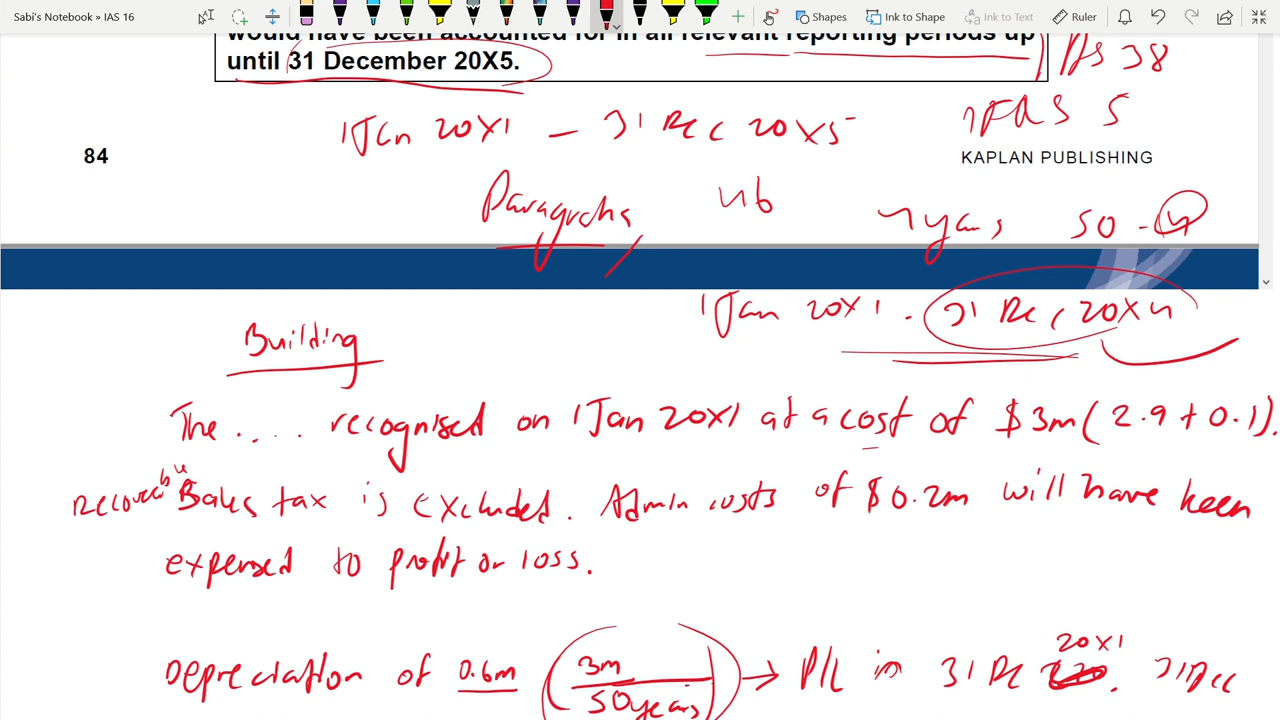 Sabi's Notebook » IAS 16
Shapes Ink to Shape Ink to Text Ruler
would have been accounted for in all relevant reporting periods up
until 31 December 20X5.
IAS 38
IFRS 5
1 Jan 20X1 – 31 Dec 20X5
84 KAPLAN PUBLISHING
Paragraphs
4 years 50 - 4
1 Jan 20X1 - 31 Dec 20X4
Building
The .... recognised on 1 Jan 20X1 at a cost of $3m (2.9 + 0.1).
Recoverable Sales tax is excluded. Admin costs of $0.2m will have been
expensed to profit or loss.
Depreciation of 0.6m (3m / 50 years) → P/L in 31 Dec 20X1. 31 Dec